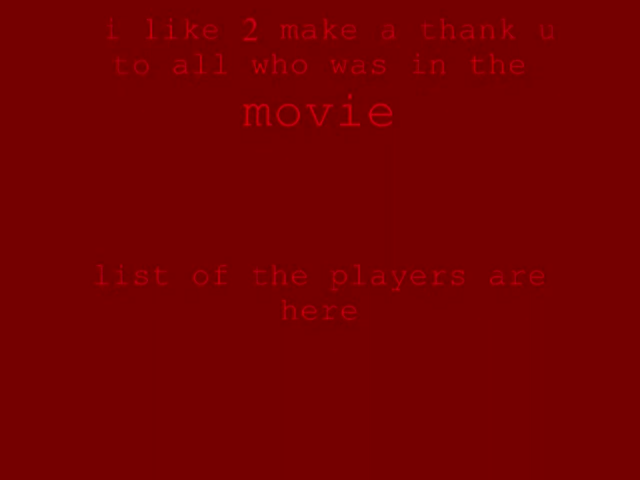 i like 2 make a thank u
to all who was in the
movie
list of the players are
here